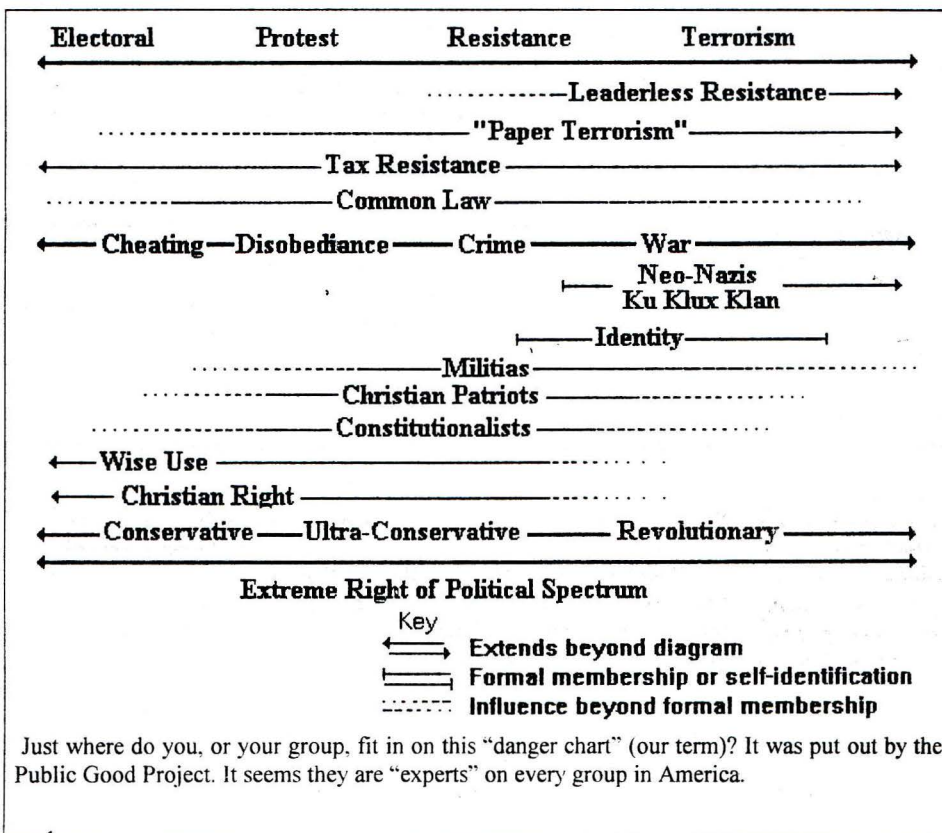 Electoral Protest Resistance Terrorism
Leaderless Resistance
"Paper Terrorism"
Tax Resistance
Common Law
Cheating Disobediance Crime War
Neo-Nazis
Ku Klux Klan
Identity
Militias
Christian Patriots
Constitutionalists
Wise Use
Christian Right
Conservative Ultra-Conservative Revolutionary
Extreme Right of Political Spectrum
Key
Extends beyond diagram
Formal membership or self-identification
Influence beyond formal membership
Just where do you, or your group, fit in on this “danger chart” (our term)? It was put out by the
Public Good Project. It seems they are “experts” on every group in America.